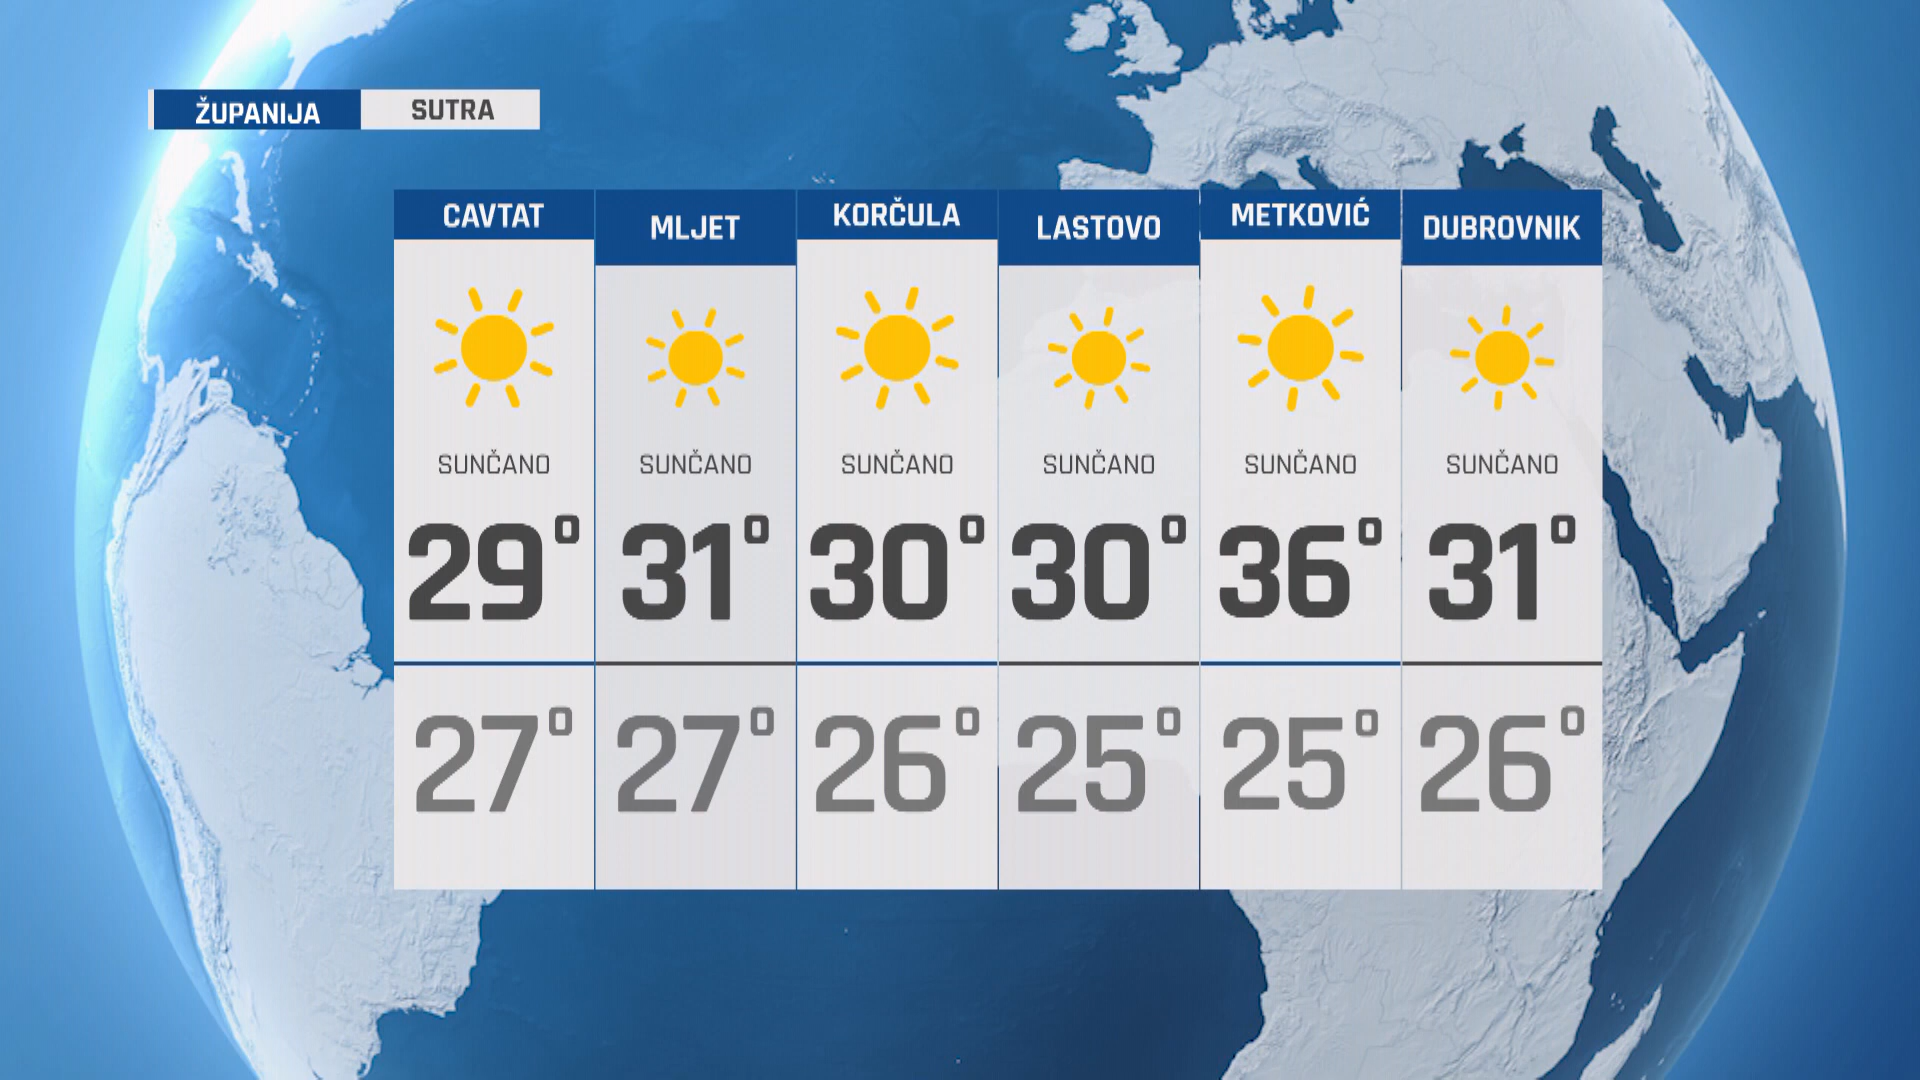 ŽUPANIJA SUTRA
CAVTAT MLJET KORČULA LASTOVO METKOVIĆ DUBROVNIK
SUNČANO SUNČANO SUNČANO SUNČANO SUNČANO SUNČANO
29° 31° 30° 30° 36° 31°
27° 27° 26° 25° 25° 26°